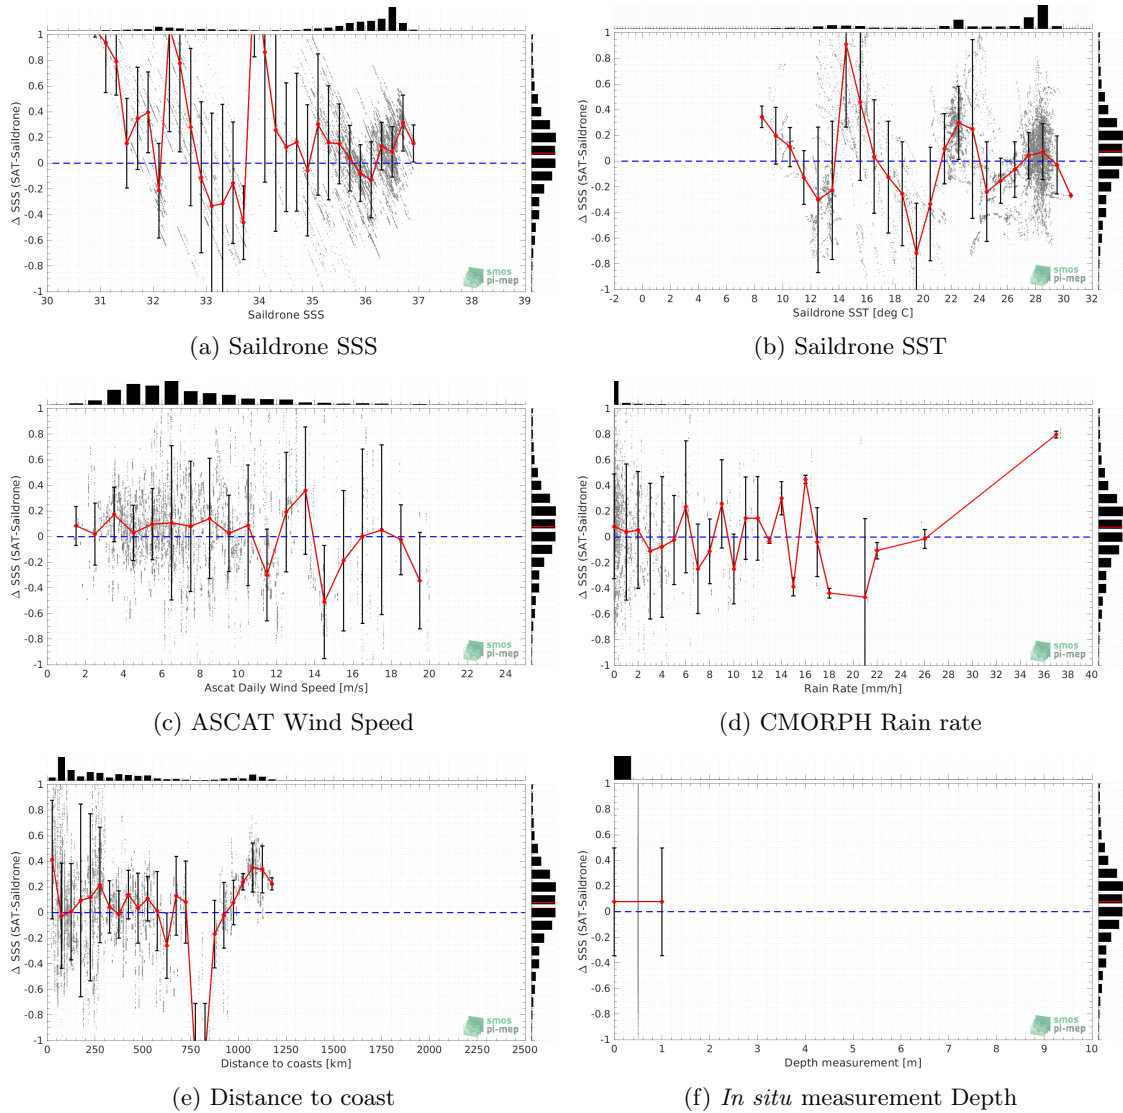 Δ SSS (SAT-Saildrone)
1
0.8
0.6
0.4
0.2
0
-0.2
-0.4
-0.6
-0.8
-1
30 31 32 33 34 35 36 37 38 39
Saildrone SSS
smos
pi-mep
(a) Saildrone SSS
Δ SSS (SAT-Saildrone)
1
0.8
0.6
0.4
0.2
0
-0.2
-0.4
-0.6
-0.8
-1
-2 0 2 4 6 8 10 12 14 16 18 20 22 24 26 28 30 32
Saildrone SST [deg C]
smos
pi-mep
(b) Saildrone SST
Δ SSS (SAT-Saildrone)
1
0.8
0.6
0.4
0.2
0
-0.2
-0.4
-0.6
-0.8
-1
0 2 4 6 8 10 12 14 16 18 20 22 24
Ascat Daily Wind Speed [m/s]
smos
pi-mep
(c) ASCAT Wind Speed
Δ SSS (SAT-Saildrone)
1
0.8
0.6
0.4
0.2
0
-0.2
-0.4
-0.6
-0.8
-1
0 2 4 6 8 10 12 14 16 18 20 22 24 26 28 30 32 34 36 38 40
Rain Rate [mm/h]
smos
pi-mep
(d) CMORPH Rain rate
Δ SSS (SAT-Saildrone)
1
0.8
0.6
0.4
0.2
0
-0.2
-0.4
-0.6
-0.8
-1
0 250 500 750 1000 1250 1500 1750 2000 2250 2500
Distance to coasts [km]
smos
pi-mep
(e) Distance to coast
Δ SSS (SAT-Saildrone)
1
0.8
0.6
0.4
0.2
0
-0.2
-0.4
-0.6
-0.8
-1
0 1 2 3 4 5 6 7 8 9 10
Depth measurement [m]
smos
pi-mep
(f) In situ measurement Depth